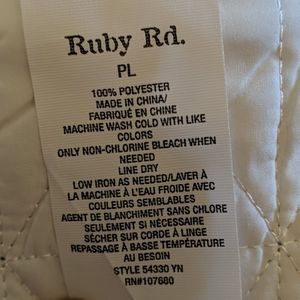 Ruby Rd.
PL
100% POLYESTER
MADE IN CHINA/
FABRIQUÉ EN CHINE
MACHINE WASH COLD WITH LIKE
COLORS
ONLY NON-CHLORINE BLEACH WHEN
NEEDED
LINE DRY
LOW IRON AS NEEDED/LAVER À
LA MACHINE À L'EAU FROIDE AVEC
COULEURS SEMBLABLES
AGENT DE BLANCHIMENT SANS CHLORE
SEULEMENT SI NÉCESSAIRE
SÉCHER SUR CORDE À LINGE
REPASSAGE À BASSE TEMPÉRATURE
AU BESOIN
STYLE 54330 YN
RN#107680